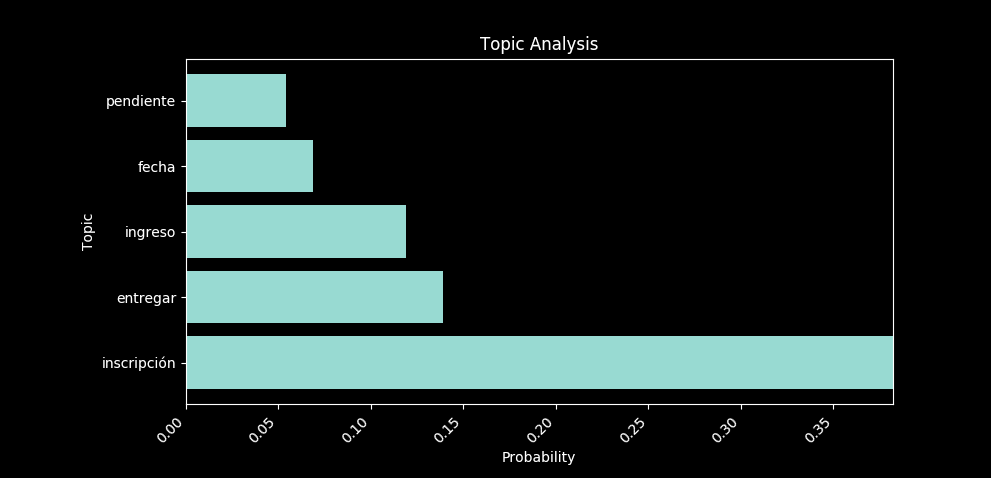 Topic Analysis
pendiente
fecha
ingreso
entregar
inscripción
Topic
0.00
0.05
0.10
0.15
0.20
0.25
0.30
0.35
Probability